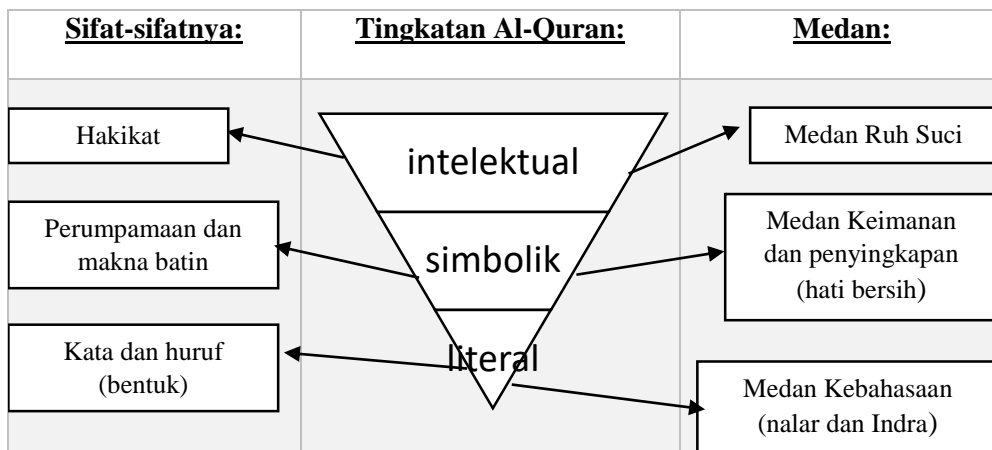 Sifat-sifatnya:
Tingkatan Al-Quran:
Medan:
Hakikat
intelektual
Medan Ruh Suci
Perumpamaan dan
makna batin
simbolik
Medan Keimanan
dan penyingkapan
(hati bersih)
Kata dan huruf
(bentuk)
literal
Medan Kebahasaan
(nalar dan Indra)